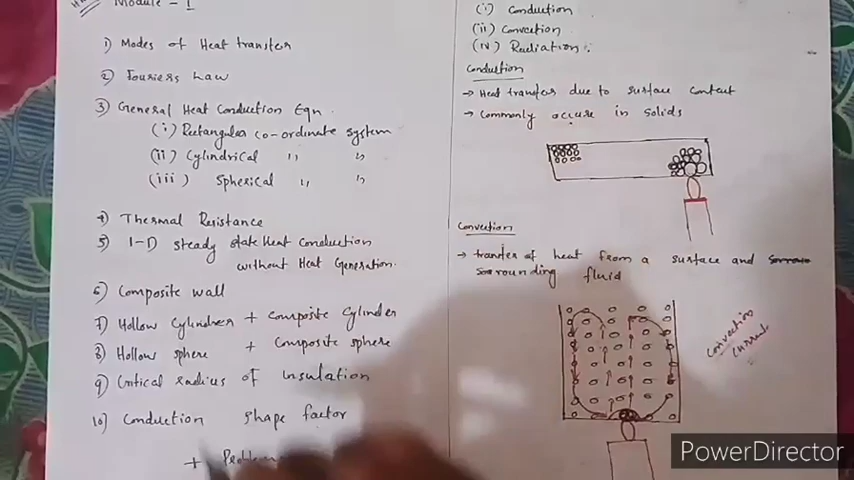 Module - I
1) Modes of Heat transfer
2) Fouriers Law
3) General Heat Conduction Eqn
(i) Rectangular co-ordinate system
(ii) Cylindrical " "
(iii) Spherical " "
4) Thermal Resistance
5) 1-D steady state Heat Conduction
without Heat Generation.
6) Composite wall
7) Hollow Cylinder + Composite Cylinder
8) Hollow sphere + Composite sphere
9) Critical radius of insulation
10) Conduction shape factor
+
(i) Conduction
(ii) Convection
(iv) Radiation
Conduction
→ Heat transfer due to surface contact
→ Commonly occure in solids
Convection
→ transfer of heat from a surface and
sorrounding fluid
Convection
current
PowerDirector